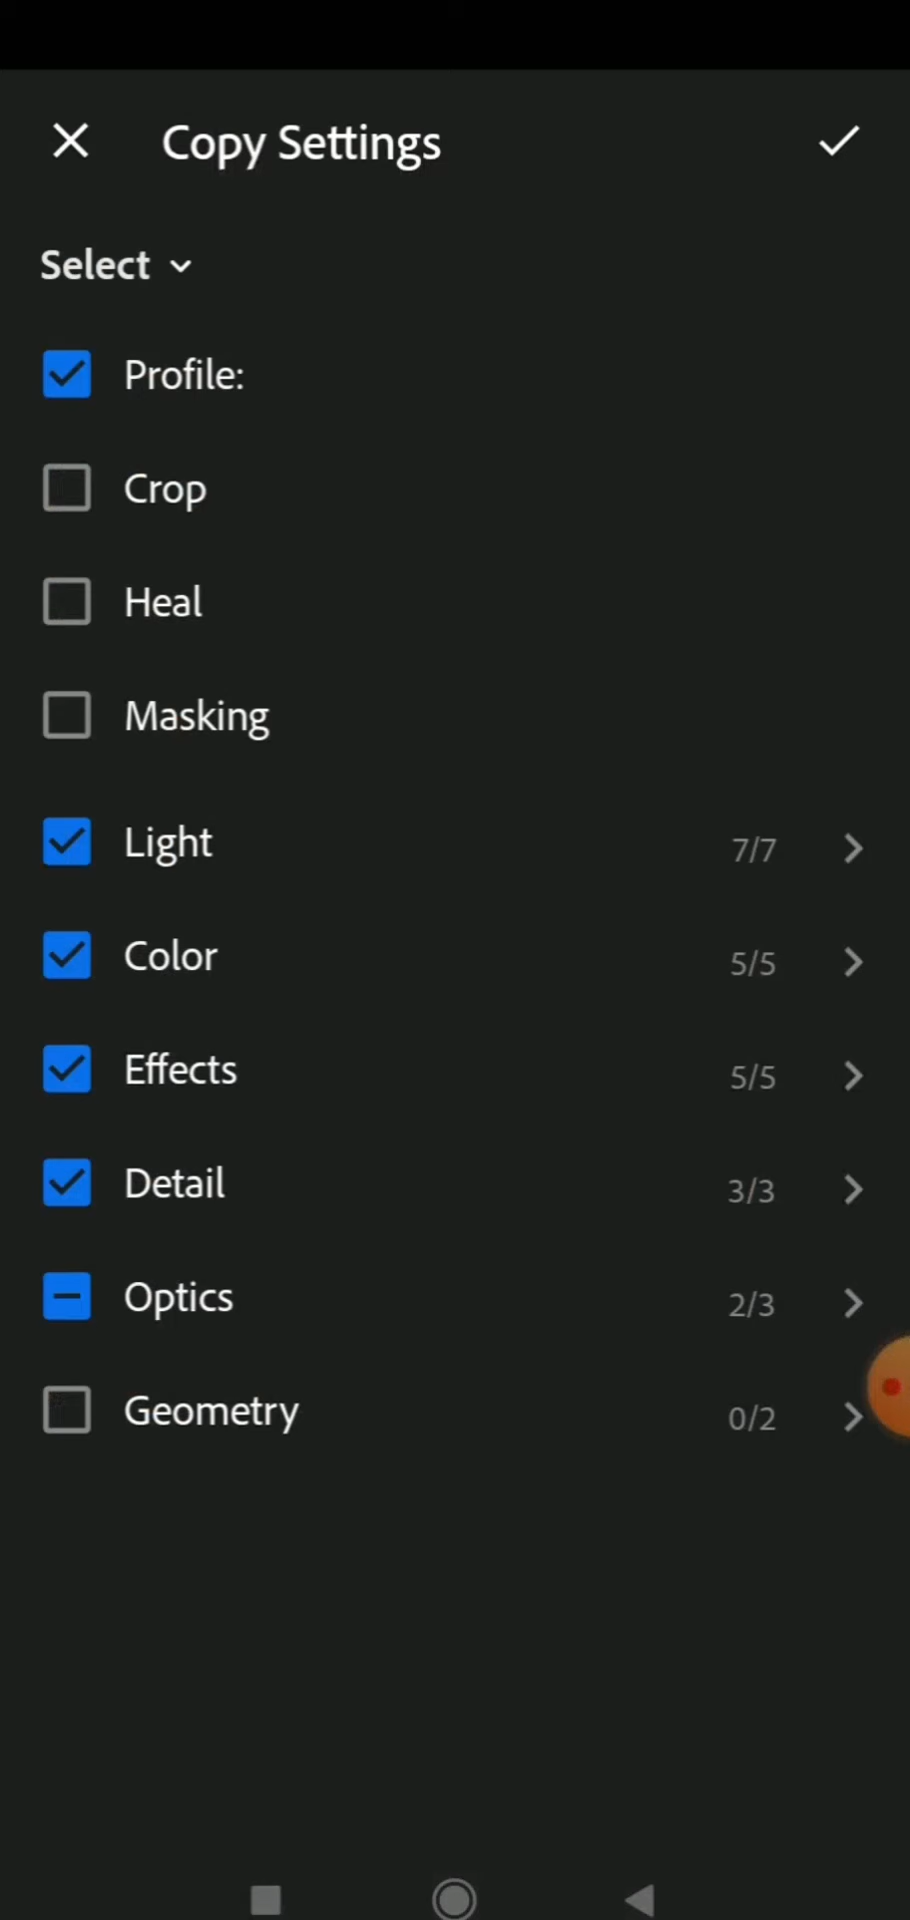 Copy Settings
Select
Profile:
Crop
Heal
Masking
Light 7/7
Color 5/5
Effects 5/5
Detail 3/3
Optics 2/3
Geometry 0/2